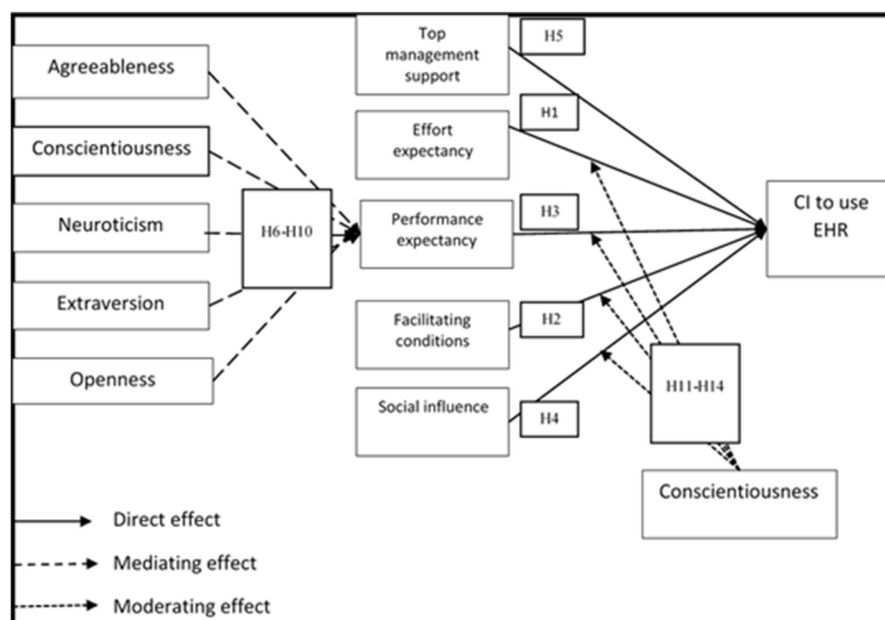 Agreeableness
Conscientiousness
Neuroticism
Extraversion
Openness
H6-H10
Top
management
support
Effort
expectancy
Performance
expectancy
Facilitating
conditions
Social influence
H5
H1
H3
H2
H4
CI to use
EHR
H11-H14
Conscientiousness
Direct effect
Mediating effect
Moderating effect